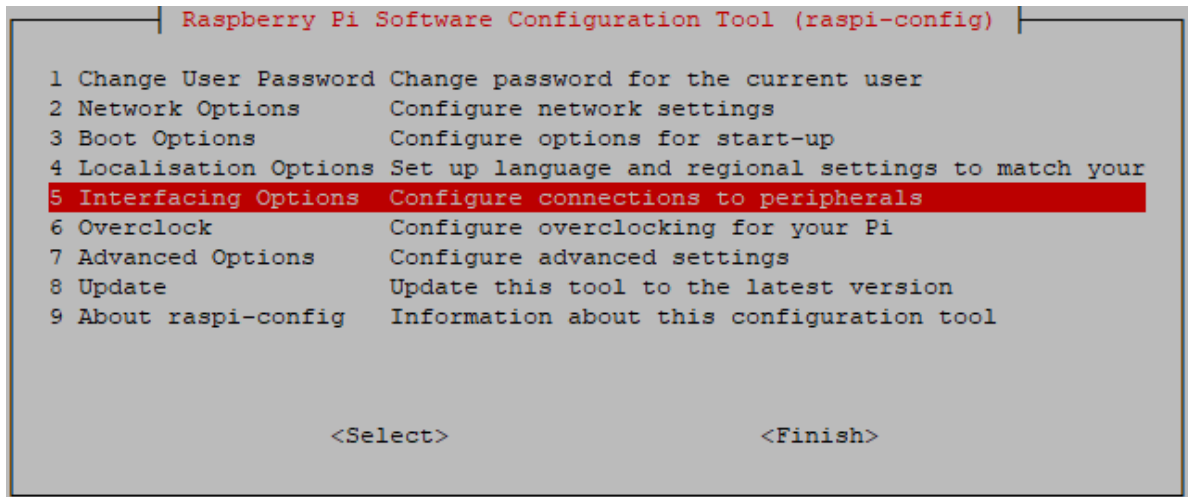 Raspberry Pi Software Configuration Tool (raspi-config)
1 Change User Password Change password for the current user
2 Network Options Configure network settings
3 Boot Options Configure options for start-up
4 Localisation Options Set up language and regional settings to match your
5 Interfacing Options Configure connections to peripherals
6 Overclock Configure overclocking for your Pi
7 Advanced Options Configure advanced settings
8 Update Update this tool to the latest version
9 About raspi-config Information about this configuration tool
<Select> <Finish>